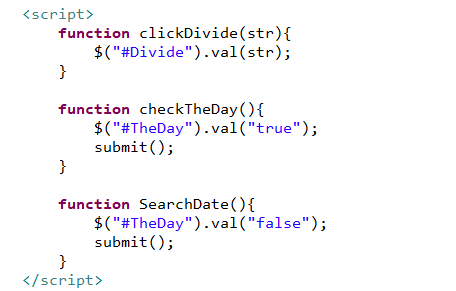 <script>
function clickDivide(str){
$("#Divide").val(str);
}
function checkTheDay(){
$("#TheDay").val("true");
submit();
}
function SearchDate(){
$("#TheDay").val("false");
submit();
}
</script>